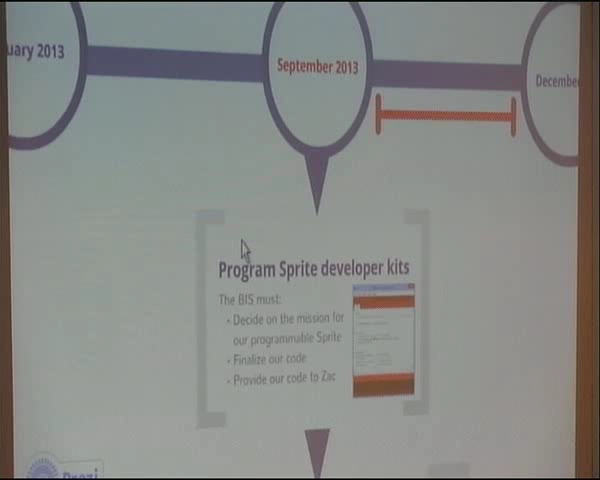 uary 2013
September 2013
December
Program Sprite developer kits
The BIS must:
• Decide on the mission for
our programmable Sprite
• Finalize our code
• Provide our code to Zac
Prezi